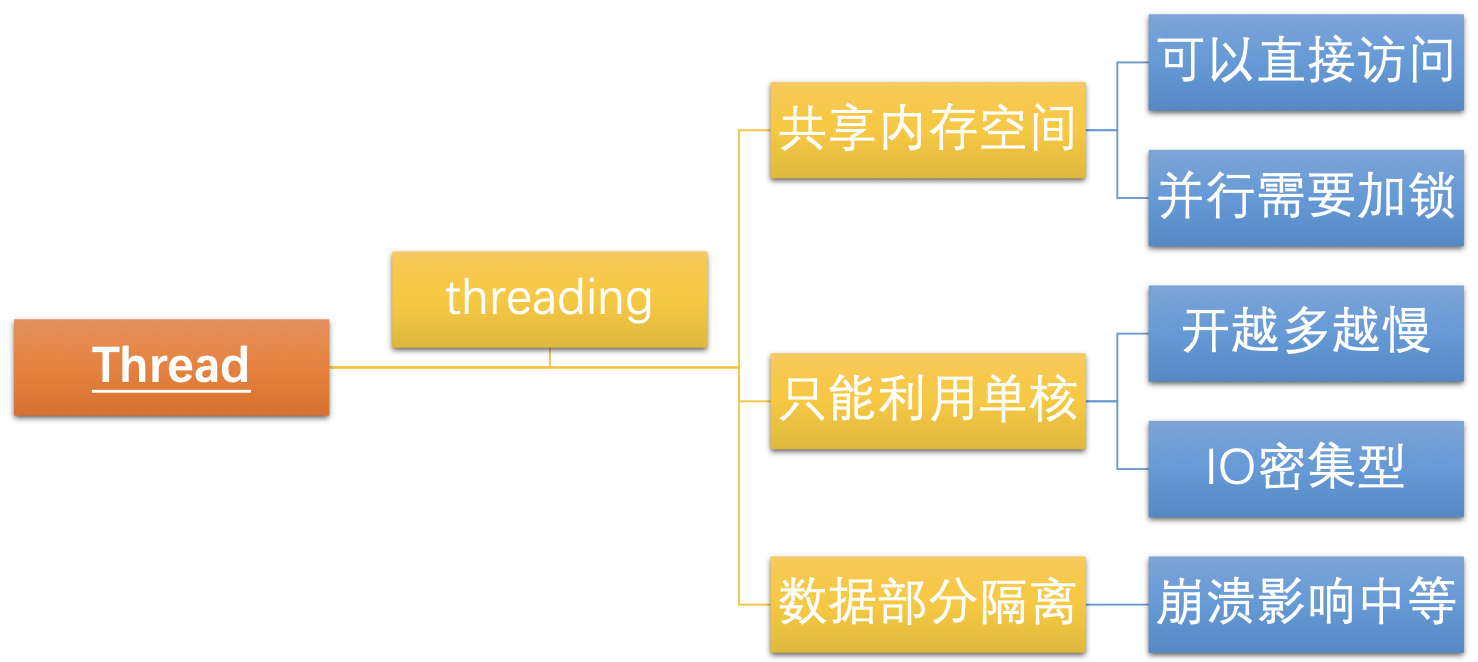 Thread
threading
共享内存空间
可以直接访问
并行需要加锁
只能利用单核
开越多越慢
IO密集型
数据部分隔离
崩溃影响中等